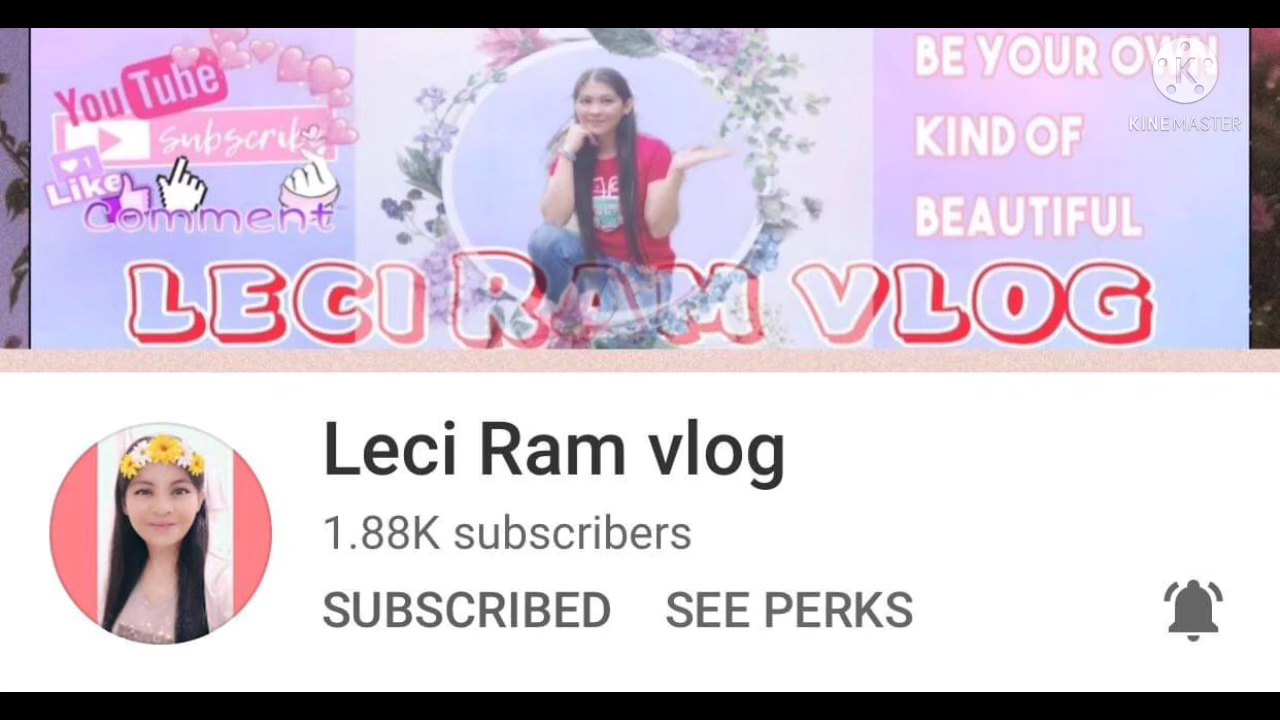 YouTube
Subscribe
1
Like
Comment
BE YOUR OWN
KIND OF
BEAUTIFUL
K
KINEMASTER
LECI RAM VLOG
Leci Ram vlog
1.88K subscribers
SUBSCRIBED SEE PERKS